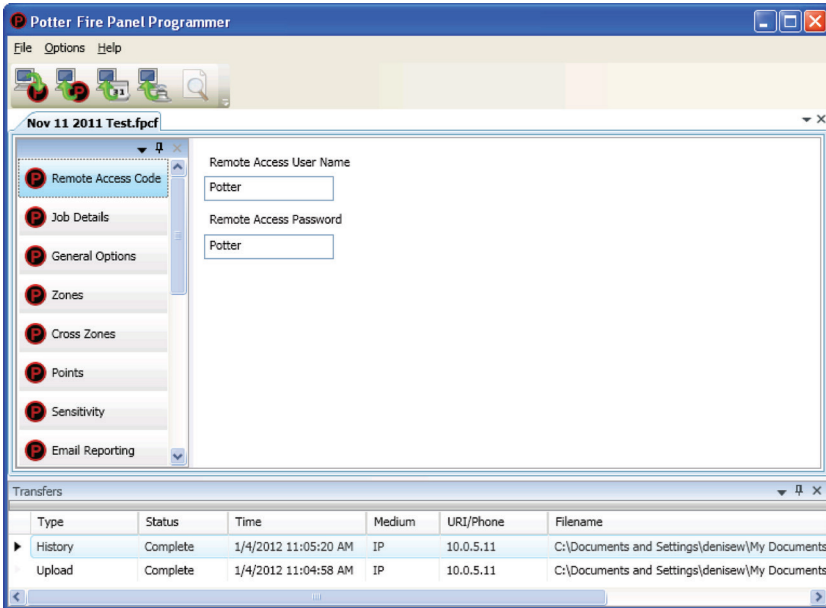 Potter Fire Panel Programmer
File Options Help
31
Nov 11 2011 Test.fpcf
Remote Access Code
Job Details
General Options
Zones
Cross Zones
Points
Sensitivity
Email Reporting
Remote Access User Name
Potter
Remote Access Password
Potter
Transfers
Type Status Time Medium URI/Phone Filename
History Complete 1/4/2012 11:05:20 AM IP 10.0.5.11 C:\Documents and Settings\denisew\My Documents
Upload Complete 1/4/2012 11:04:58 AM IP 10.0.5.11 C:\Documents and Settings\denisew\My Documents